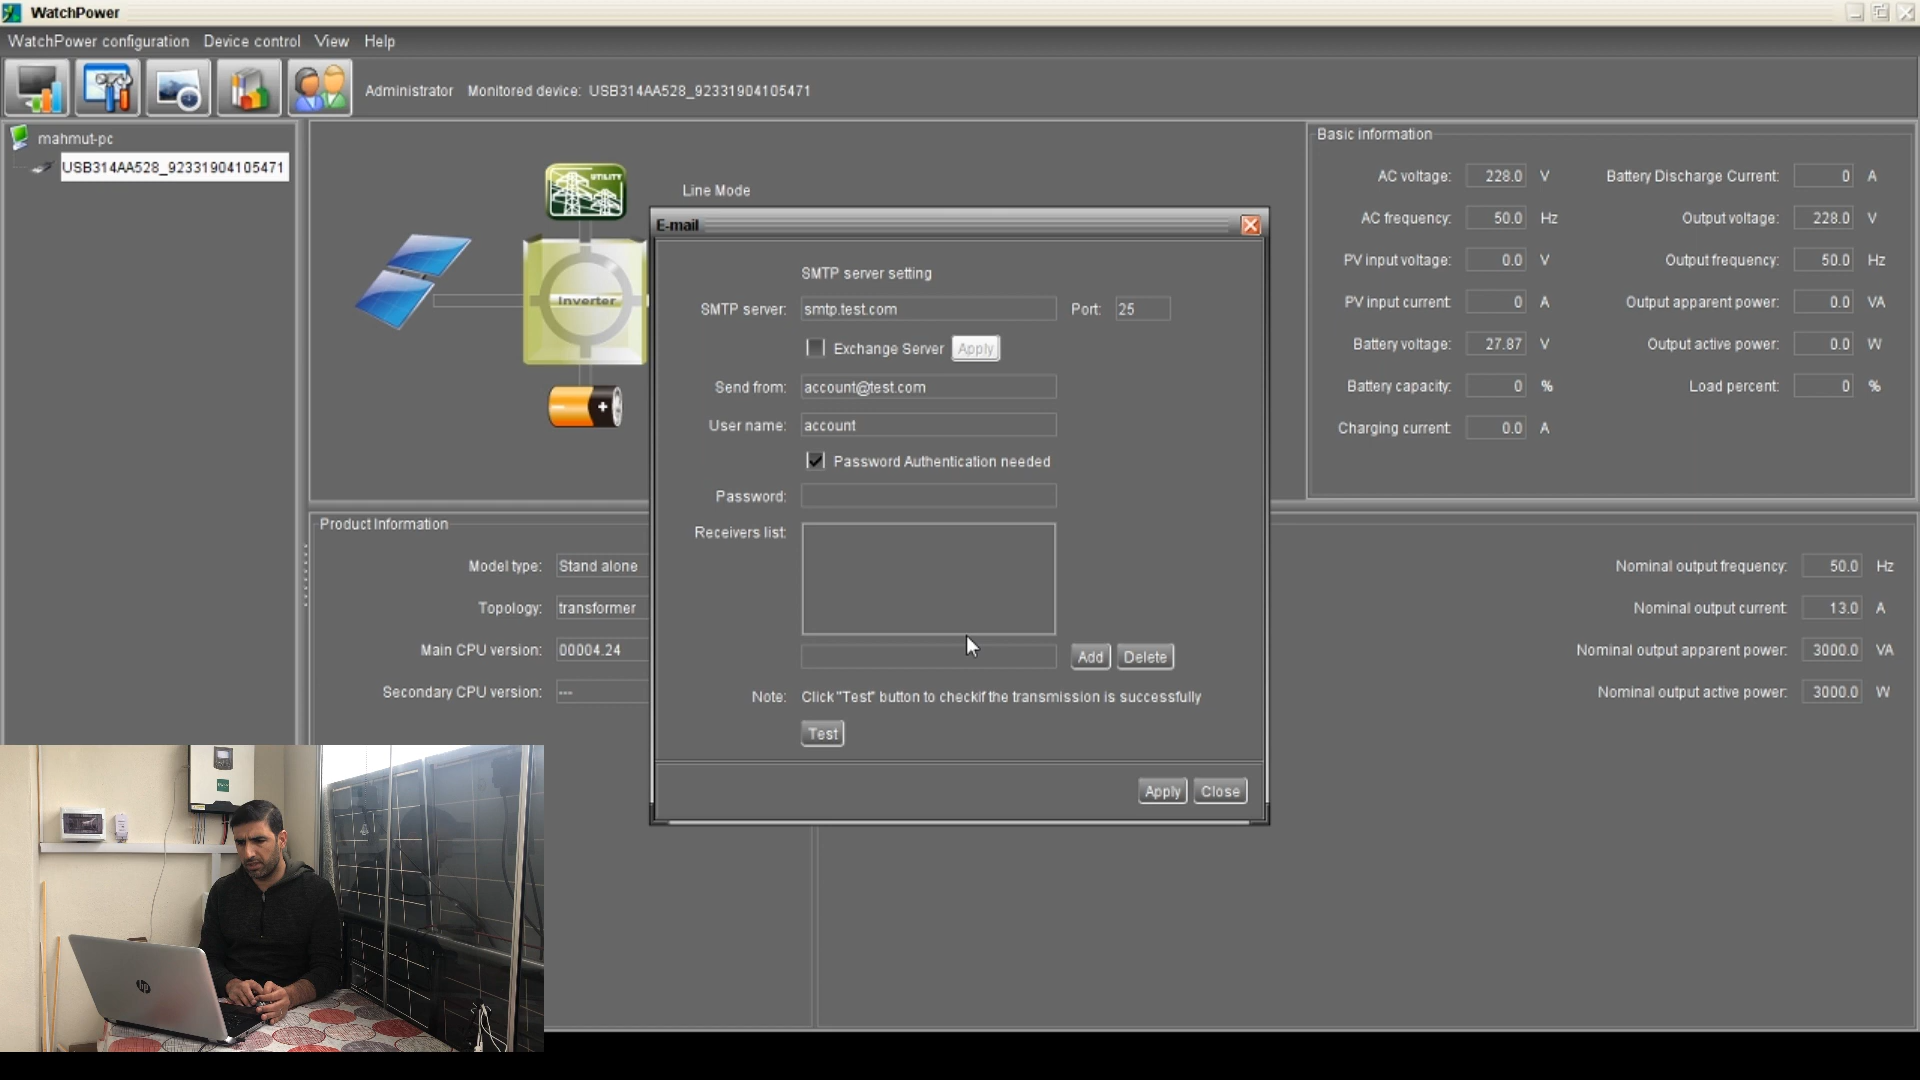 WatchPower
WatchPower configuration Device control View Help
Administrator Monitored device: USB314AA528_92331904105471
mahmut-pc
USB314AA528_92331904105471
UTILITY
Line Mode
Inverter
E-mail
SMTP server setting
SMTP server: smtp.test.com Port: 25
Exchange Server Apply
Send from: account@test.com
User name: account
Password Authentication needed
Password:
Receivers list:
Add Delete
Note: Click "Test" button to checkif the transmission is successfully
Test
Apply Close
Basic information
AC voltage: 228.0 V Battery Discharge Current: 0 A
AC frequency: 50.0 Hz Output voltage: 228.0 V
PV input voltage: 0.0 V Output frequency: 50.0 Hz
PV input current: 0 A Output apparent power: 0.0 VA
Battery voltage: 27.87 V Output active power: 0.0 W
Battery capacity: 0 % Load percent: 0 %
Charging current: 0.0 A
Product Information
Model type: Stand alone
Topology: transformer
Main CPU version: 00004.24
Secondary CPU version: ---
Nominal output frequency: 50.0 Hz
Nominal output current: 13.0 A
Nominal output apparent power: 3000.0 VA
Nominal output active power: 3000.0 W
hp